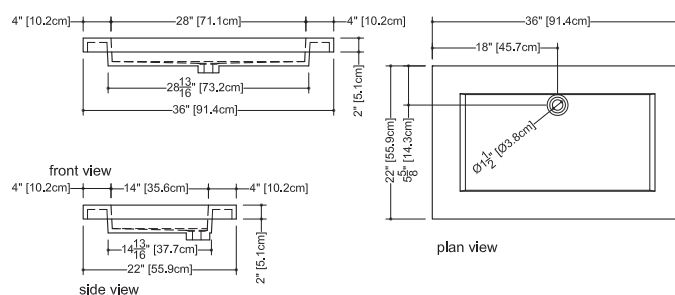 4" [10.2cm] 28" [71.1cm] 4" [10.2cm]
28 13/16" [73.2cm]
36" [91.4cm]
2" [5.1cm]
front view
4" [10.2cm] 14" [35.6cm] 4" [10.2cm]
14 13/16" [37.7cm]
22" [55.9cm]
2" [5.1cm]
side view
36" [91.4cm]
18" [45.7cm]
22" [55.9cm]
5 5/8" [14.3cm]
Ø1 1/2" [Ø3.8cm]
plan view